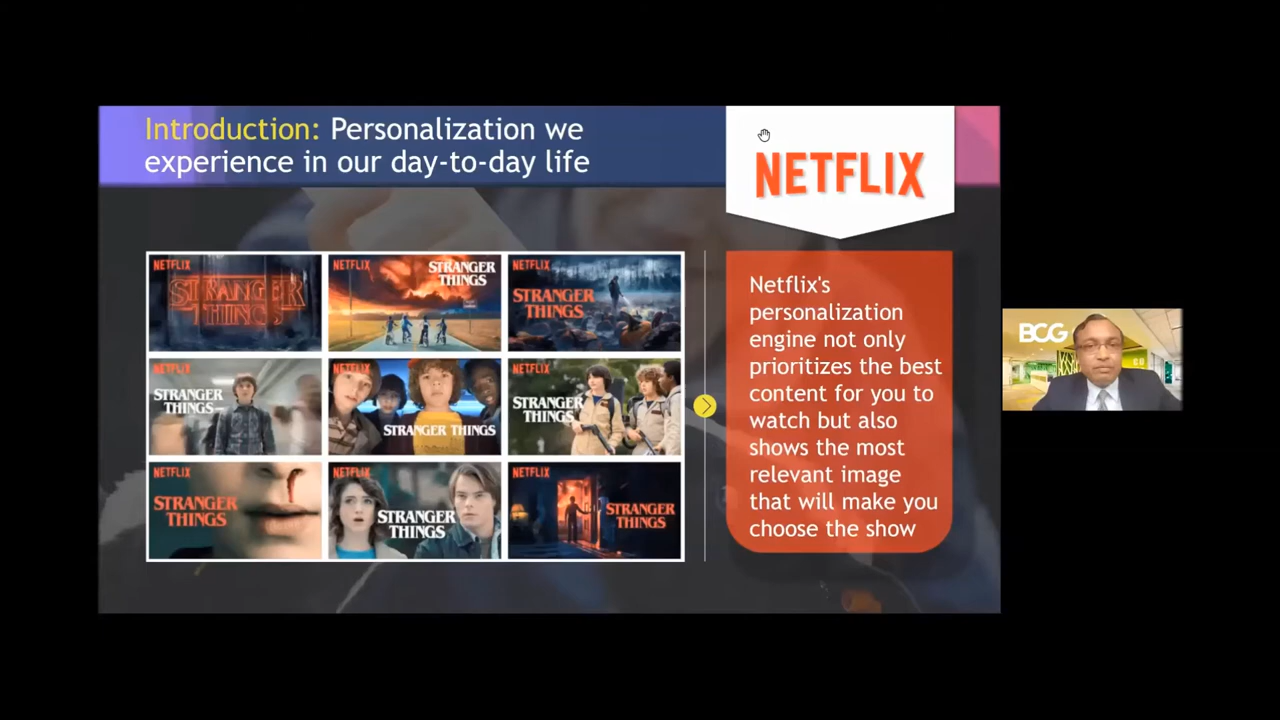 Introduction: Personalization we
experience in our day-to-day life
NETFLIX
NETFLIX
STRANGER
THINGS
NETFLIX
STRANGER
THINGS
NETFLIX
STRANGER
THINGS
NETFLIX
STRANGER
THINGS
NETFLIX
STRANGER THINGS
NETFLIX
STRANGER
THINGS
NETFLIX
STRANGER
THINGS
NETFLIX
STRANGER
THINGS
NETFLIX
STRANGER
THINGS
Netflix's
personalization
engine not only
prioritizes the best
content for you to
watch but also
shows the most
relevant image
that will make you
choose the show
BCG